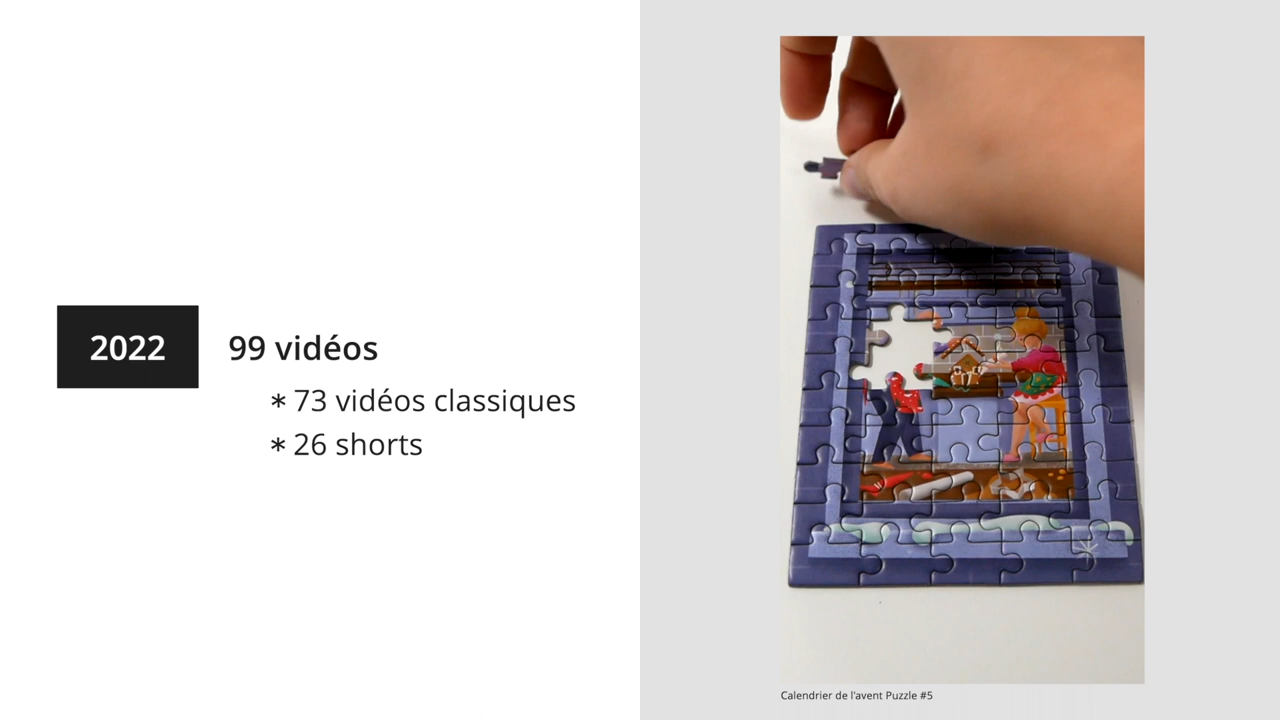 2022
99 vidéos
* 73 vidéos classiques
* 26 shorts
Calendrier de l'avent Puzzle #5